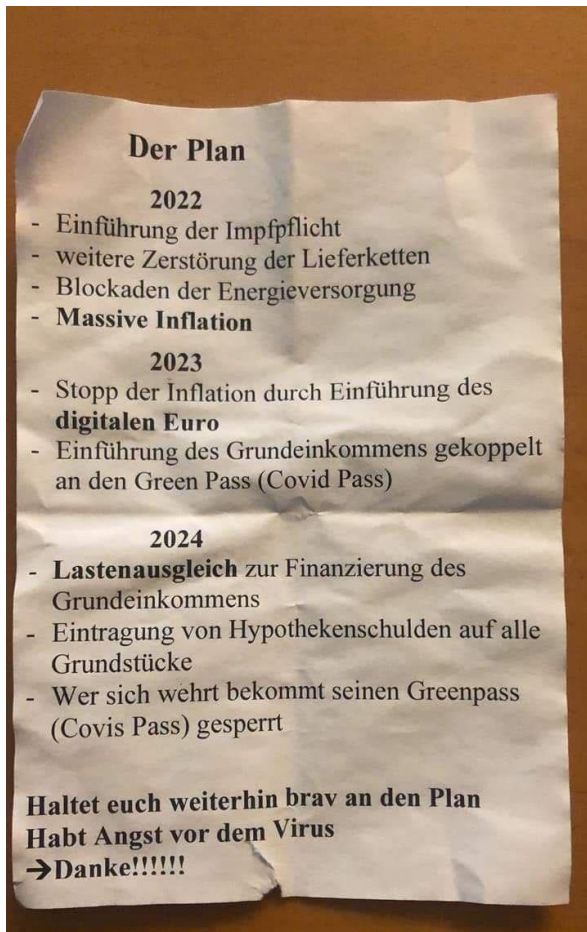 Der Plan
2022
- Einführung der Impfpflicht
- weitere Zerstörung der Lieferketten
- Blockaden der Energieversorgung
- Massive Inflation
2023
- Stopp der Inflation durch Einführung des
digitalen Euro
- Einführung des Grundeinkommens gekoppelt
an den Green Pass (Covid Pass)
2024
- Lastenausgleich zur Finanzierung des
Grundeinkommens
- Eintragung von Hypothekenschulden auf alle
Grundstücke
- Wer sich wehrt bekommt seinen Greenpass
(Covis Pass) gesperrt
Haltet euch weiterhin brav an den Plan
Habt Angst vor dem Virus
→Danke!!!!!!